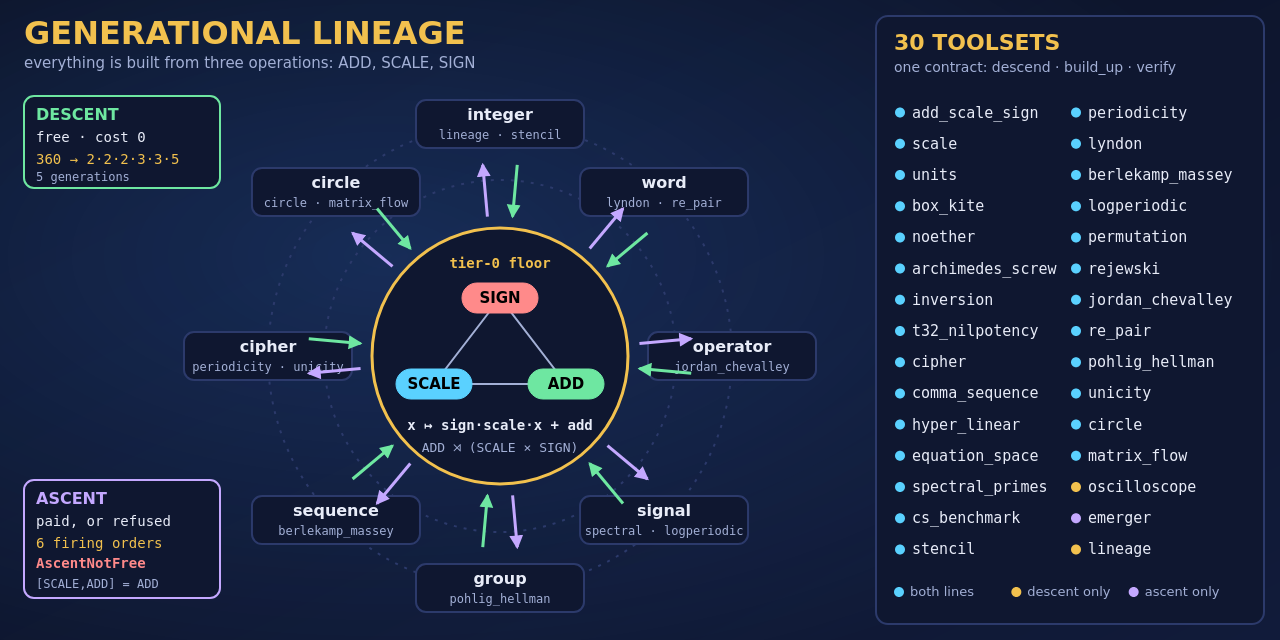 GENERATIONAL LINEAGE
everything is built from three operations: ADD, SCALE, SIGN
DESCENT
free · cost 0
360 → 2·2·2·3·3·5
5 generations
integer
lineage · stencil
circle
circle · matrix_flow
word
lyndon · re_pair
cipher
periodicity · unicity
operator
jordan_chevalley
tier-0 floor
SIGN
SCALE
ADD
x ↦ sign·scale·x + add
ADD ⋊ (SCALE × SIGN)
sequence
berlekamp_massey
signal
spectral · logperiodic
group
pohlig_hellman
ASCENT
paid, or refused
6 firing orders
AscentNotFree
[SCALE,ADD] = ADD
30 TOOLSETS
one contract: descend · build_up · verify
add_scale_sign
scale
units
box_kite
noether
archimedes_screw
inversion
t32_nilpotency
cipher
comma_sequence
hyper_linear
equation_space
spectral_primes
cs_benchmark
stencil
periodicity
lyndon
berlekamp_massey
logperiodic
permutation
rejewski
jordan_chevalley
re_pair
pohlig_hellman
unicity
circle
matrix_flow
oscilloscope
emerger
lineage
both lines
descent only
ascent only